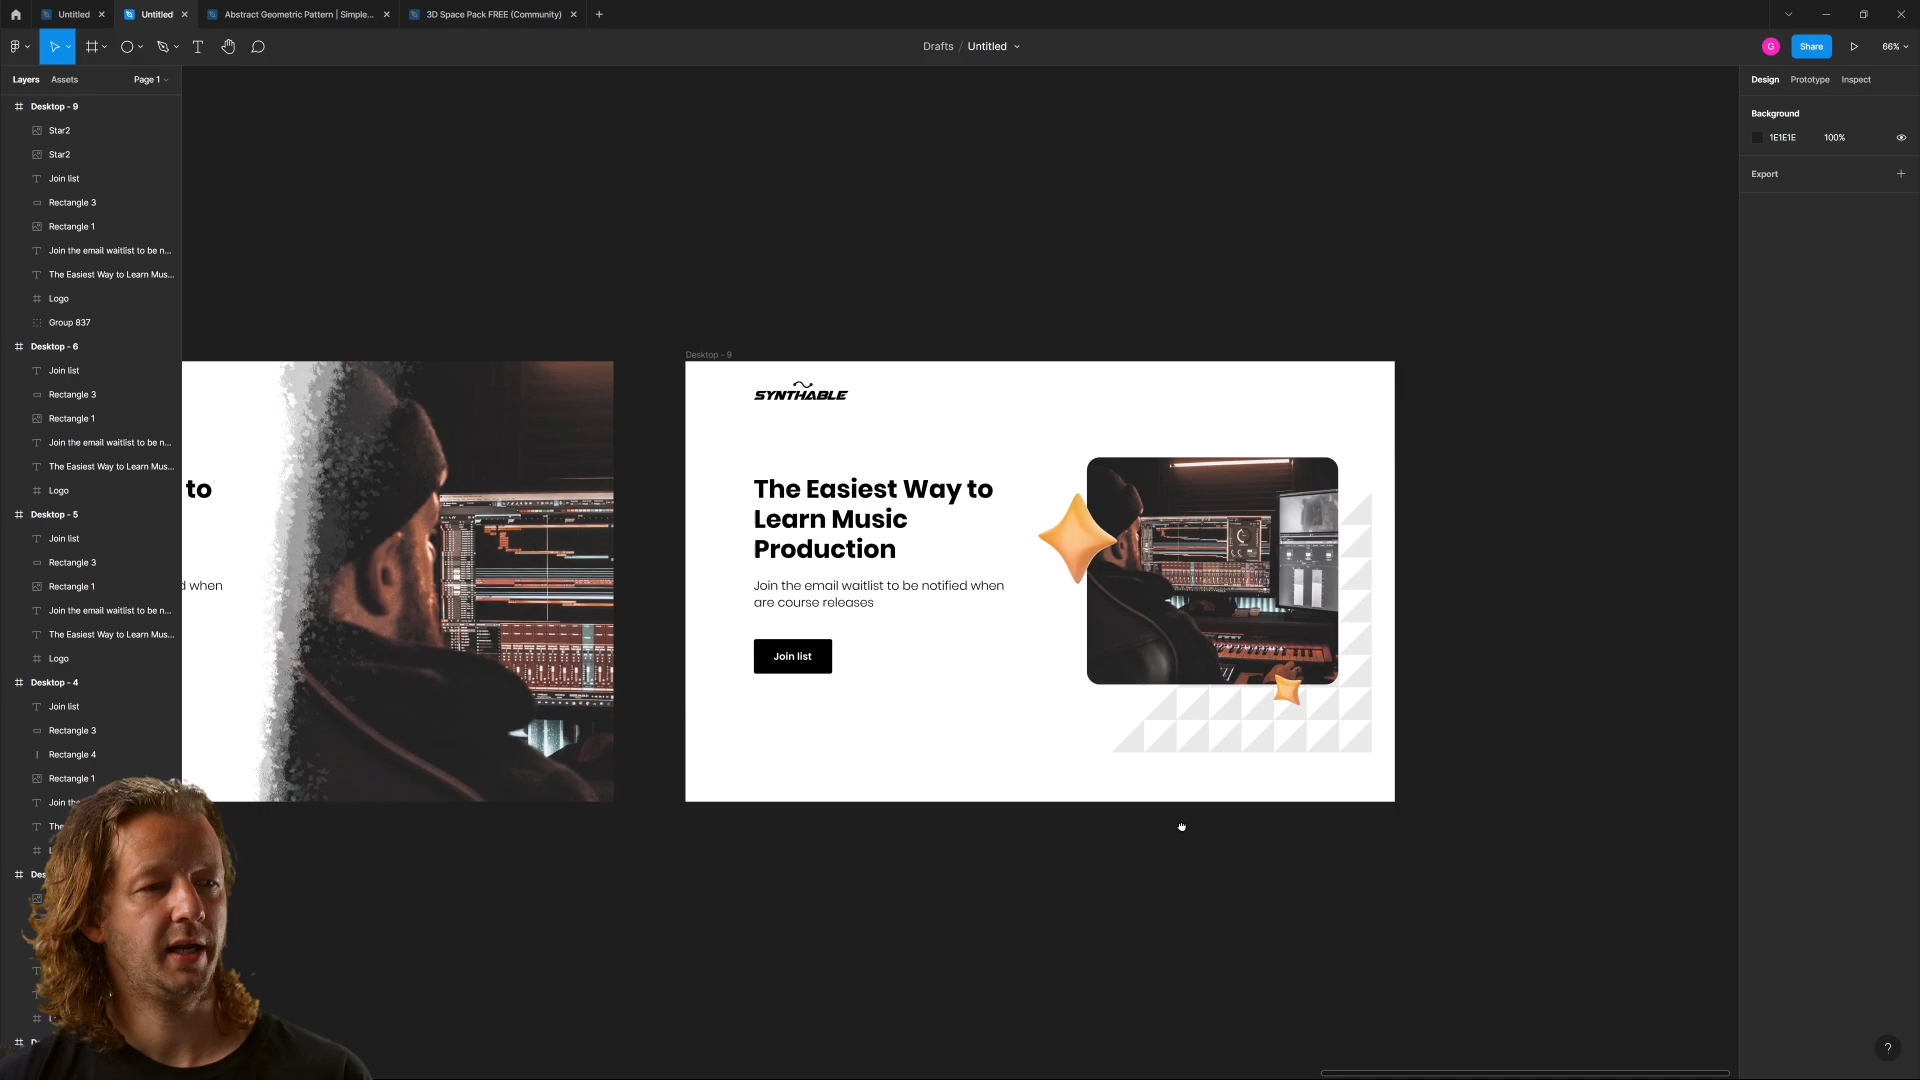 Untitled
Untitled
Abstract Geometric Pattern | Simple...
3D Space Pack FREE (Community)
Drafts / Untitled
G
Share
66%
Layers
Assets
Page 1
Design
Prototype
Inspect
Desktop - 9
Star2
Star2
Join list
Rectangle 3
Rectangle 1
Join the email waitlist to be n...
The Easiest Way to Learn Mus...
Logo
Group 837
Desktop - 6
Join list
Rectangle 3
Rectangle 1
Join the email waitlist to be n...
The Easiest Way to Learn Mus...
Logo
Desktop - 5
Join list
Rectangle 3
Rectangle 1
Join the email waitlist to be n...
The Easiest Way to Learn Mus...
Logo
Desktop - 4
Join list
Rectangle 3
Rectangle 4
Rectangle 1
Join the
The
to
d when
Desktop - 9
SYNTHABLE
The Easiest Way to
Learn Music
Production
Join the email waitlist to be notified when
are course releases
Join list
Background
1E1E1E
100%
Export
?